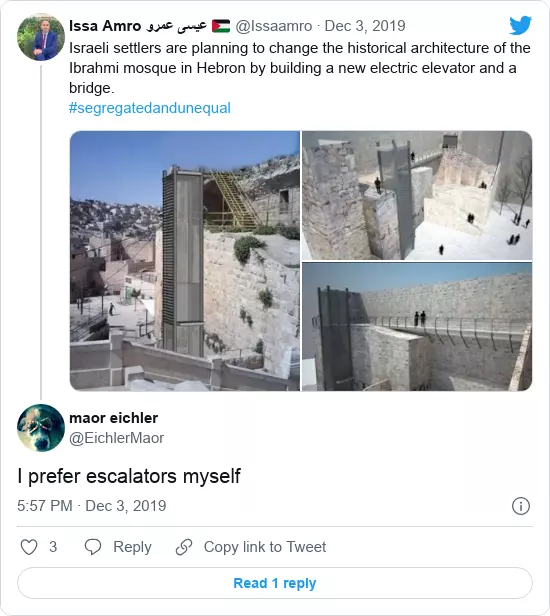 Issa Amro عيسى عمرو 🇵🇸 @Issaamro · Dec 3, 2019
Israeli settlers are planning to change the historical architecture of the
Ibrahmi mosque in Hebron by building a new electric elevator and a
bridge.
#segregatedandunequal
maor eichler
@EichlerMaor
I prefer escalators myself
5:57 PM · Dec 3, 2019
3 Reply Copy link to Tweet
Read 1 reply